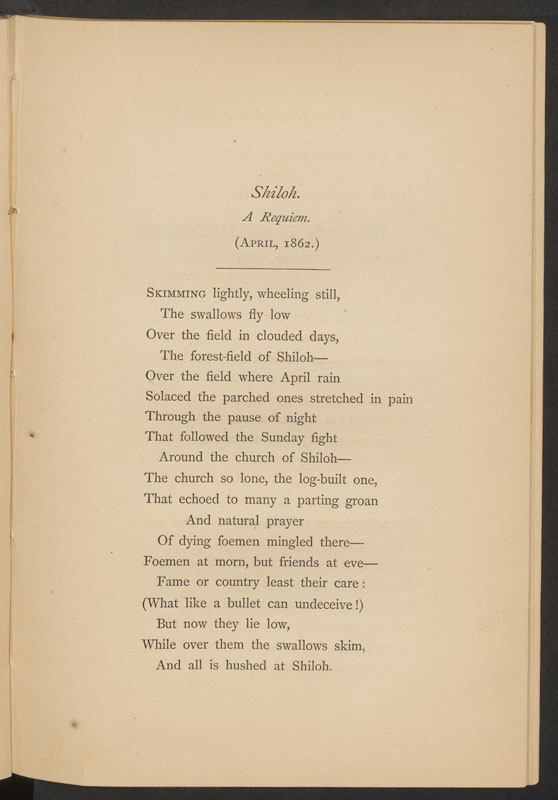 Shiloh.
A Requiem.
(April, 1862.)
Skimming lightly, wheeling still,
The swallows fly low
Over the field in clouded days,
The forest-field of Shiloh—
Over the field where April rain
Solaced the parched ones stretched in pain
Through the pause of night
That followed the Sunday fight
Around the church of Shiloh—
The church so lone, the log-built one,
That echoed to many a parting groan
And natural prayer
Of dying foemen mingled there—
Foemen at morn, but friends at eve—
Fame or country least their care:
(What like a bullet can undeceive!)
But now they lie low,
While over them the swallows skim,
And all is hushed at Shiloh.